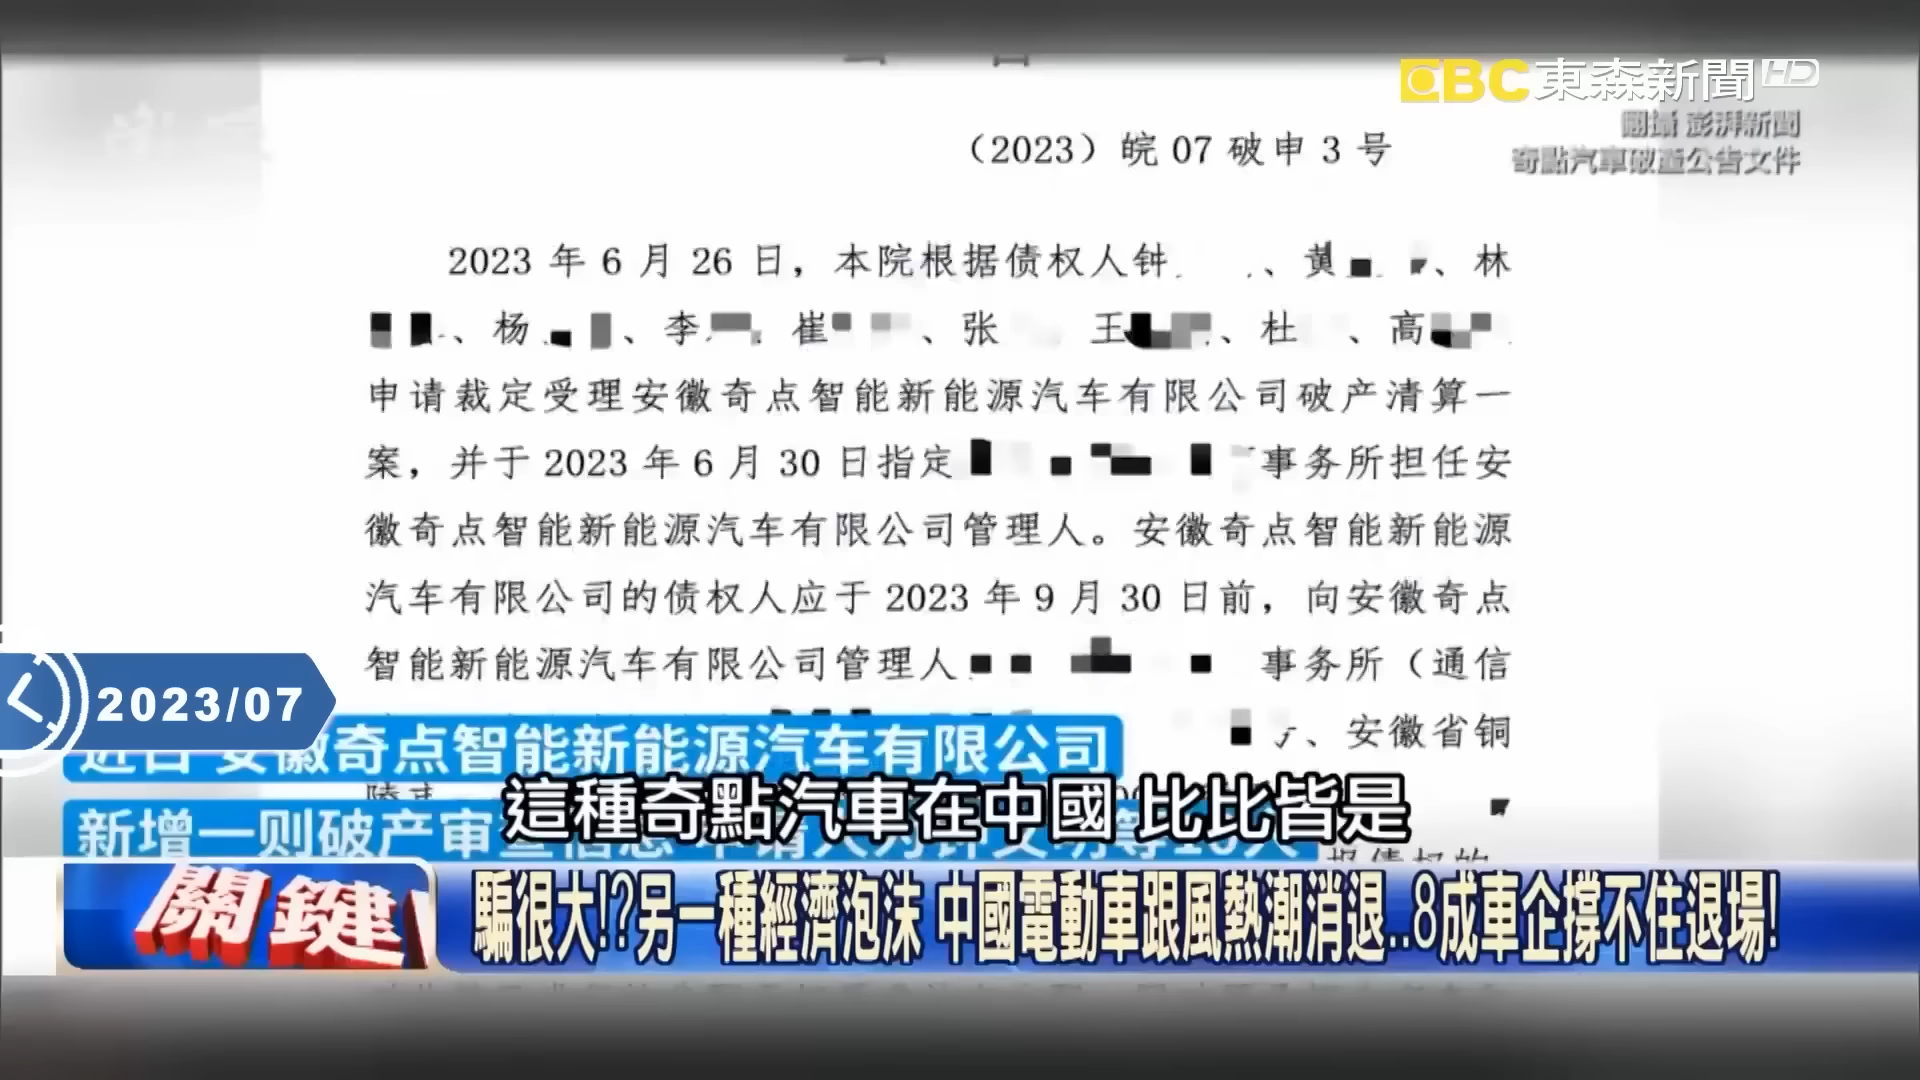 EBC 東森新聞 HD
翻攝 澎湃新聞
奇點汽車破產公告文件
（2023）皖 07 破申 3 号
2023 年 6 月 26 日，本院根据债权人钟、黄、林
、杨、李、崔、张 王、杜、高
申请裁定受理安徽奇点智能新能源汽车有限公司破产清算一
案，并于 2023 年 6 月 30 日指定 事务所担任安
徽奇点智能新能源汽车有限公司管理人。安徽奇点智能新能源
汽车有限公司的债权人应于 2023 年 9 月 30 日前，向安徽奇点
智能新能源汽车有限公司管理人 事务所（通信
、安徽省铜
2023/07
近日 安徽奇点智能新能源汽车有限公司
新增一则破产审
這種奇點汽車在中國 比比皆是
關鍵
騙很大!?另一種經濟泡沫 中國電動車跟風熱潮消退..8成車企撐不住退場!